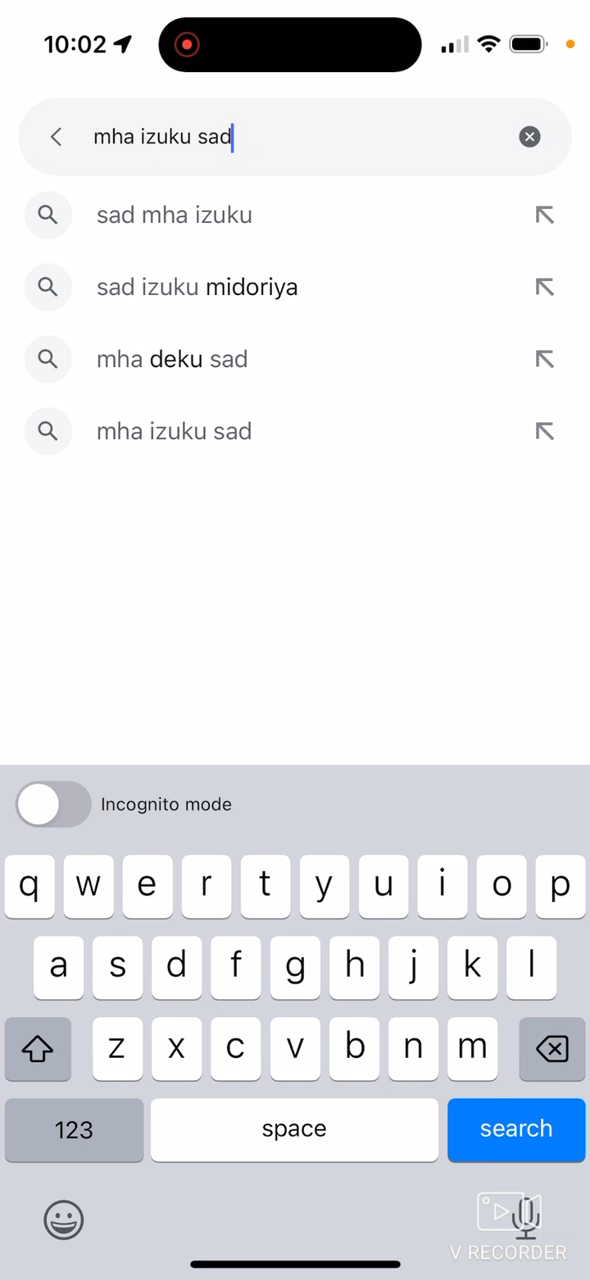 10:02
mha izuku sad
sad mha izuku
sad izuku midoriya
mha deku sad
mha izuku sad
Incognito mode
q w e r t y u i o p
a s d f g h j k l
z x c v b n m
123 space search
V RECORDER